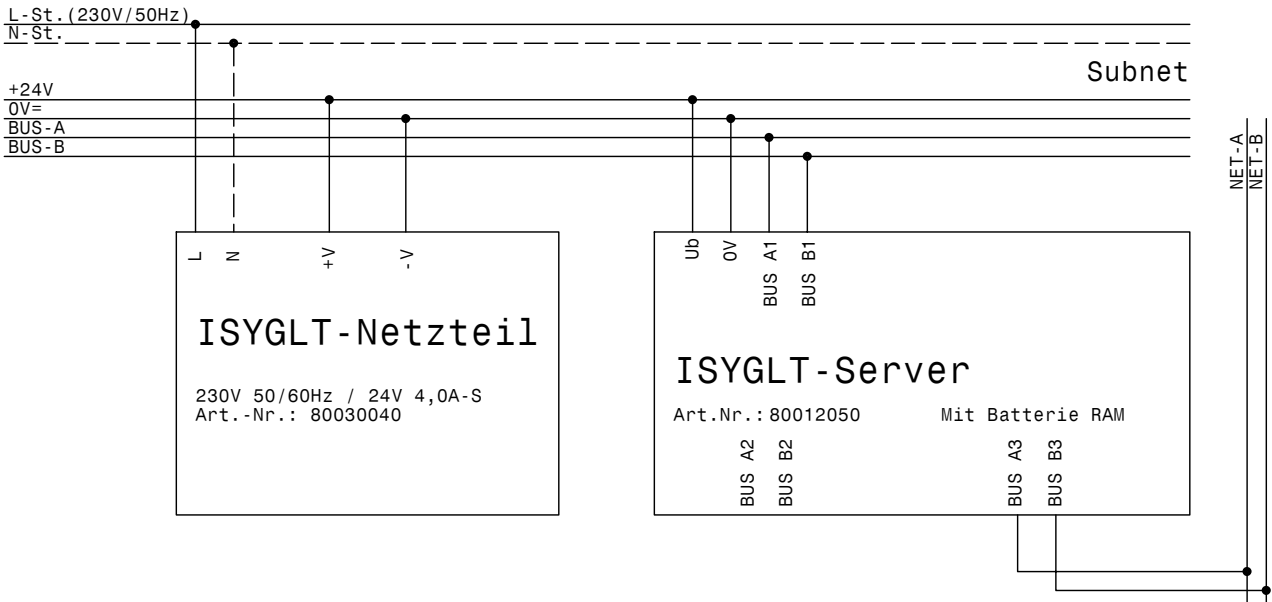 L-St.(230V/50Hz)
N-St.
Subnet
+24V
0V=
BUS-A
BUS-B
NET-A
NET-B
L
N
+V
-V
Ub
0V
BUS A1
BUS B1
ISYGLT-Netzteil
230V 50/60Hz / 24V 4,0A-S
Art.-Nr.: 80030040
ISYGLT-Server
Art.Nr.:80012050
Mit Batterie RAM
BUS A2
BUS B2
BUS A3
BUS B3